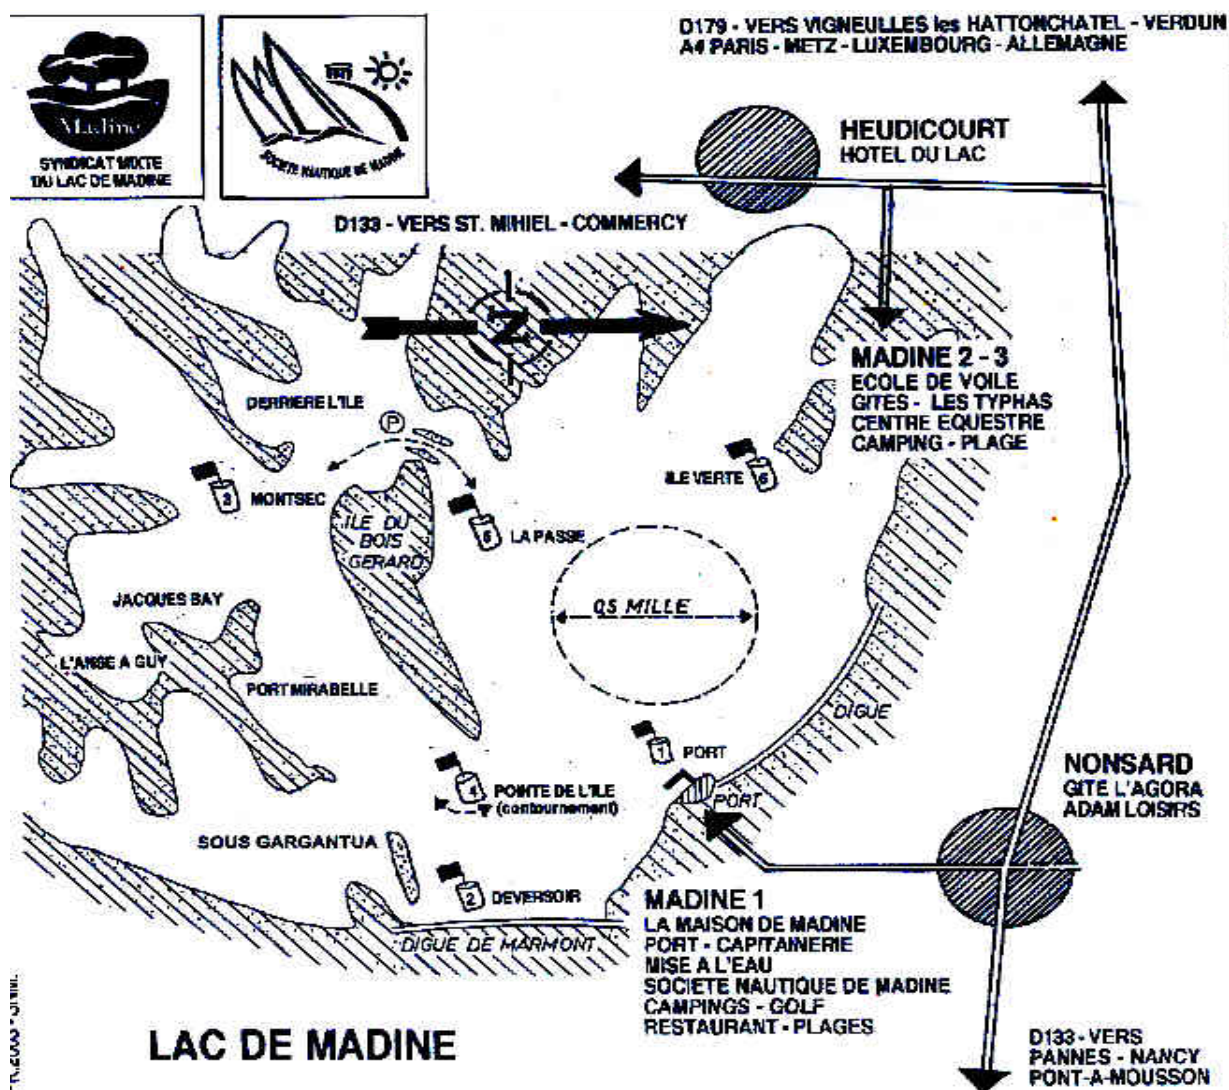 D179 - VERS VIGNEULLES les HATTONCHATEL - VERDUN
A4 PARIS - METZ - LUXEMBOURG - ALLEMAGNE
Madine
SYNDICAT MIXTE
DU LAC DE MADINE
SOCIETE NAUTIQUE DE MADINE
HEUDICOURT
HOTEL DU LAC
D133 - VERS ST. MIHIEL - COMMERCY
N
MADINE 2 - 3
ECOLE DE VOILE
GITES - LES TYPHAS
CENTRE EQUESTRE
CAMPING - PLAGE
DERRIERE L'ILE
P
3 MONTSEC
ILE VERTE 6
ILE DU
BOIS
GERARD
5 LA PASSE
0,5 MILLE
JACQUES BAY
L'ANSE A GUY
PORT MIRABELLE
DIGUE
1 PORT
PORT
NONSARD
GITE L'AGORA
ADAM LOISIRS
4 POINTE DE L'ILE
(contournement)
SOUS GARGANTUA
2 DEVERSOIR
DIGUE DE MARMONT
MADINE 1
LA MAISON DE MADINE
PORT - CAPITAINERIE
MISE A L'EAU
SOCIETE NAUTIQUE DE MADINE
CAMPINGS - GOLF
RESTAURANT - PLAGES
LAC DE MADINE
D133 - VERS
PANNES - NANCY
PONT-A-MOUSSON